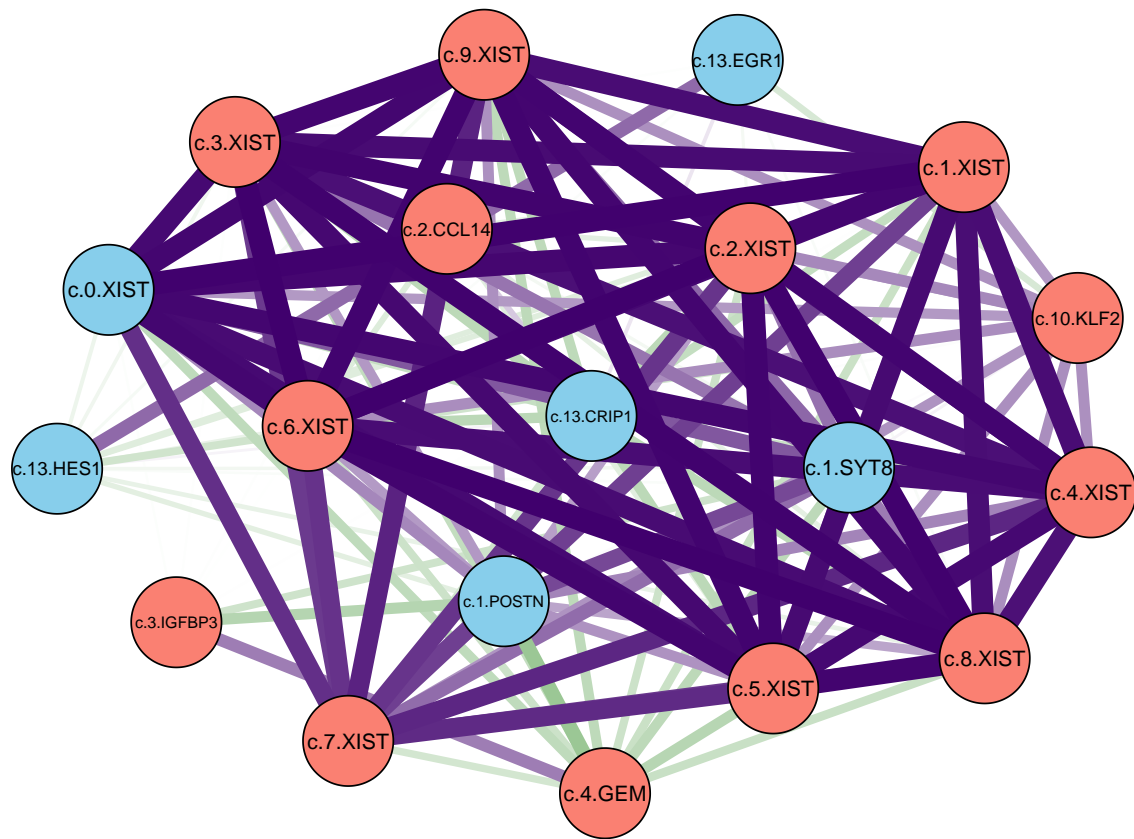 c.9.XIST
c.13.EGR1
c.3.XIST
c.1.XIST
c.2.CCL14
c.2.XIST
c.0.XIST
c.10.KLF2
c.13.CRIP1
c.6.XIST
c.13.HES1
c.1.SYT8
c.4.XIST
c.1.POSTN
c.3.IGFBP3
c.8.XIST
c.5.XIST
c.7.XIST
c.4.GEM